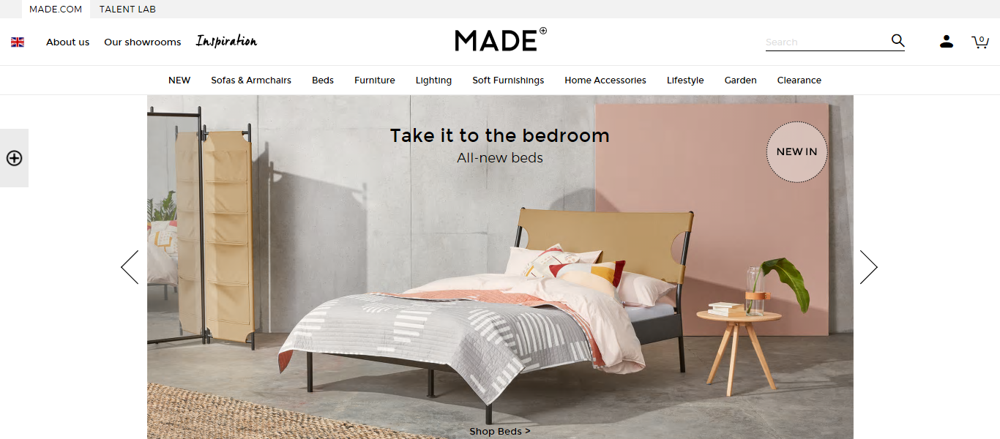 MADE.COM TALENT LAB
About us Our showrooms Inspiration MADE Search 0
NEW Sofas & Armchairs Beds Furniture Lighting Soft Furnishings Home Accessories Lifestyle Garden Clearance
Take it to the bedroom
All-new beds
NEW IN
Shop Beds >